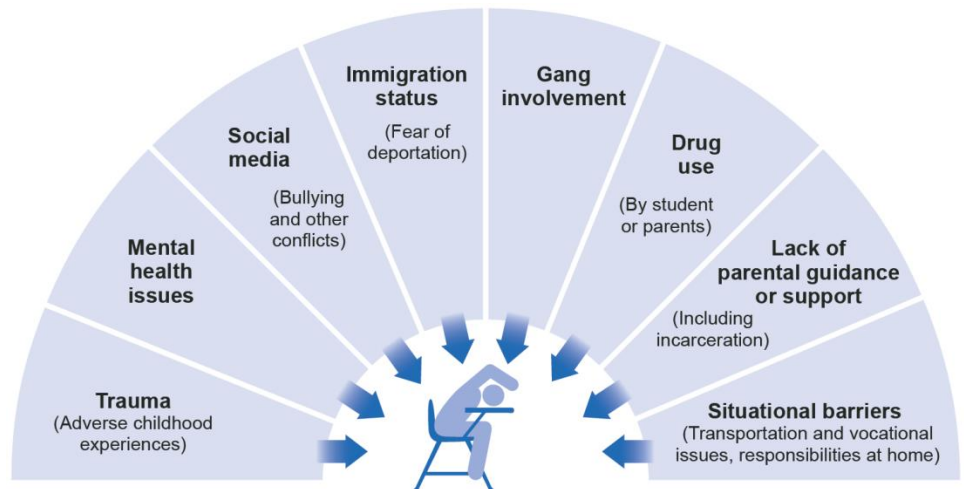 Trauma
(Adverse childhood
experiences)
Mental
health
issues
Social
media
(Bullying
and other
conflicts)
Immigration
status
(Fear of
deportation)
Gang
involvement
Drug
use
(By student
or parents)
Lack of
parental guidance
or support
(Including
incarceration)
Situational barriers
(Transportation and vocational
issues, responsibilities at home)